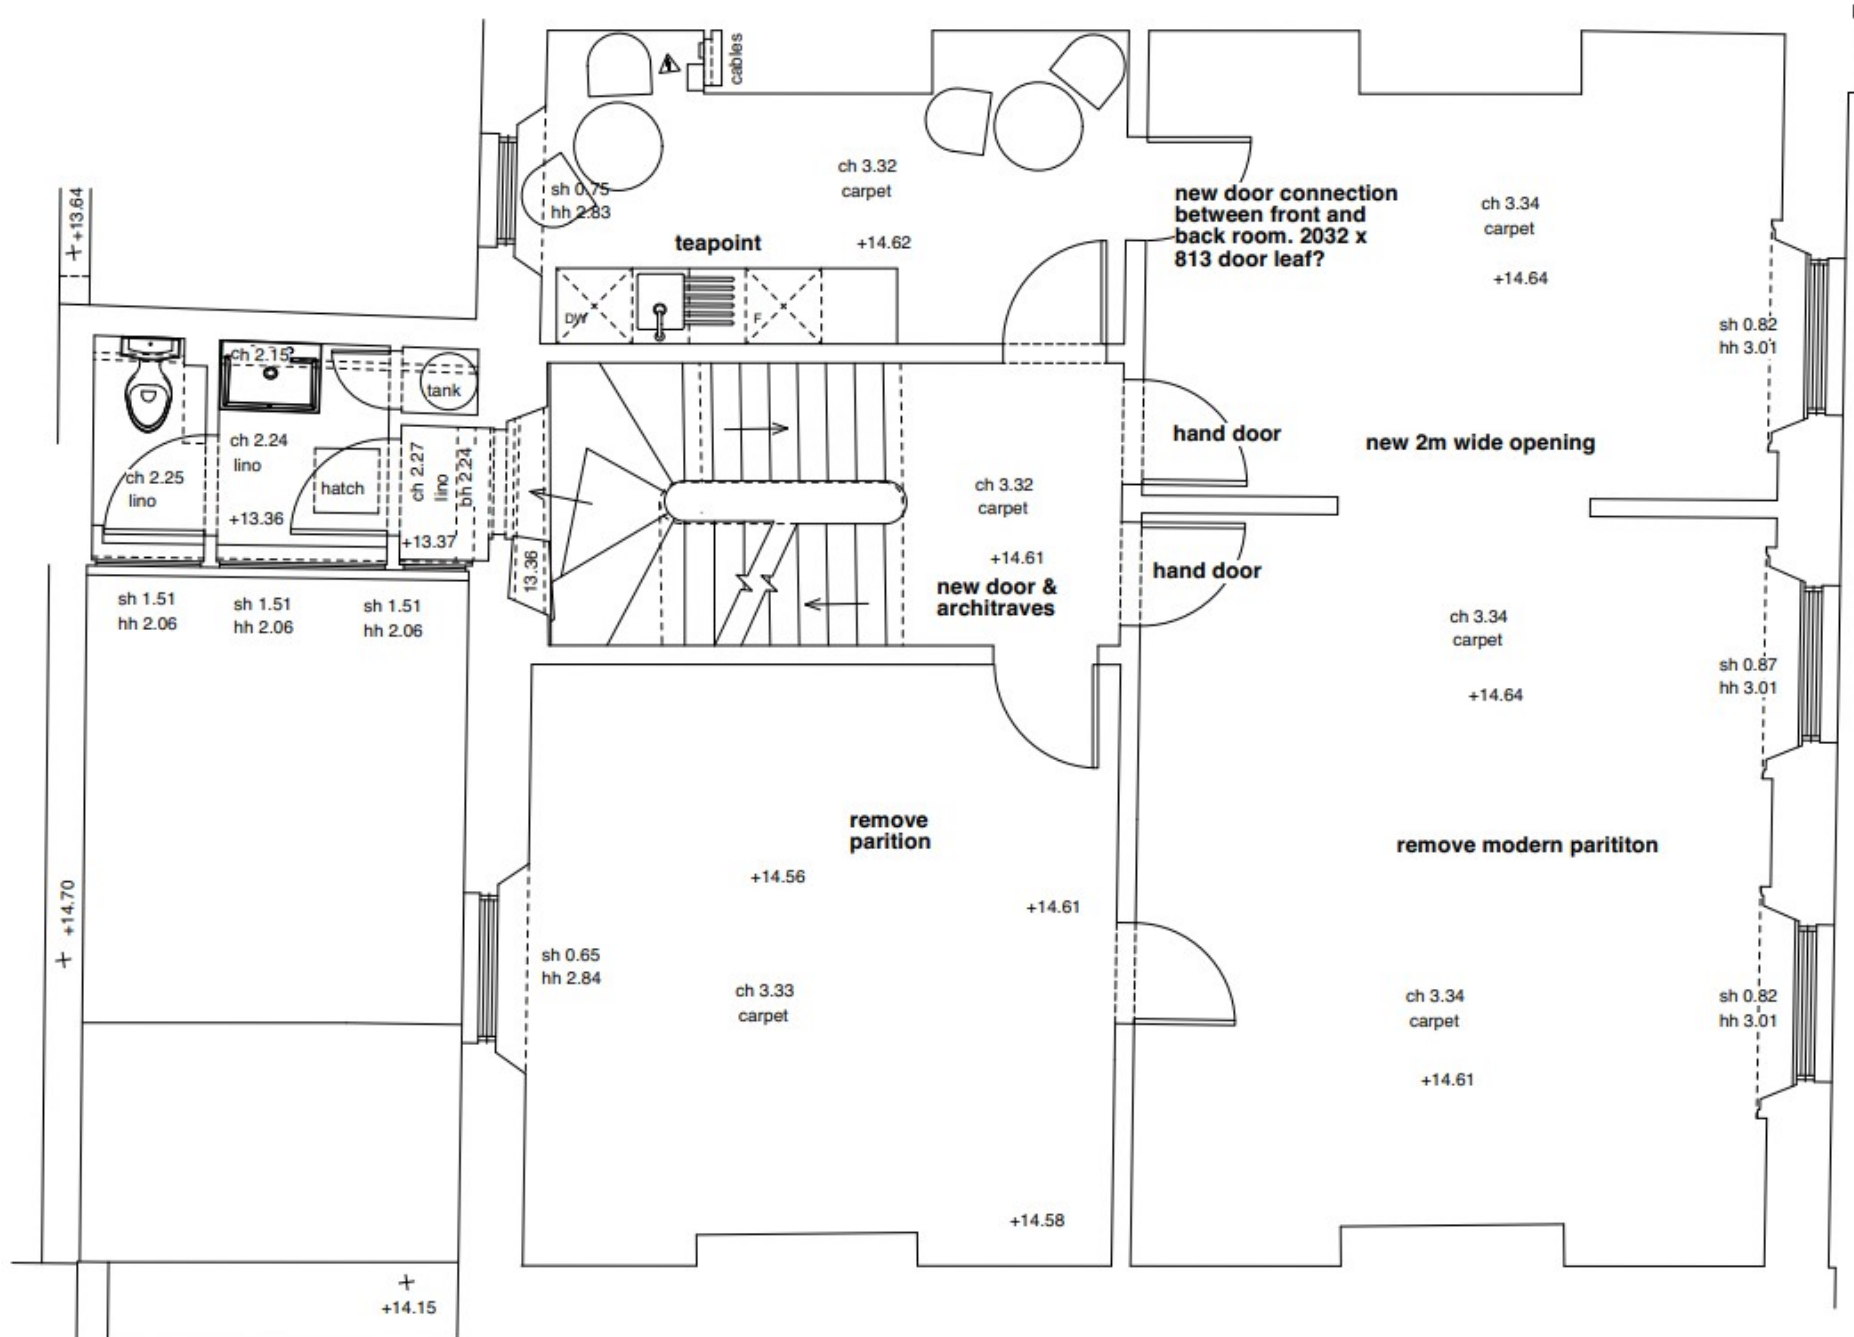 cables
+13.64
sh 0.75
hh 2.83
ch 3.32
carpet
teapoint
+14.62
new door connection
between front and
back room. 2032 x
813 door leaf?
ch 3.34
carpet
+14.64
sh 0.82
hh 3.01
DW
F
ch 2.15
tank
ch 2.24
lino
hatch
ch 2.25
lino
+13.36
ch 2.27
lino
bh 2.24
+13.37
13.36
ch 3.32
carpet
+14.61
new door &
architraves
hand door
hand door
new 2m wide opening
sh 1.51
hh 2.06
sh 1.51
hh 2.06
sh 1.51
hh 2.06
ch 3.34
carpet
+14.64
sh 0.87
hh 3.01
remove
parition
remove modern parititon
+14.56
+14.61
+14.70
sh 0.65
hh 2.84
ch 3.33
carpet
ch 3.34
carpet
+14.61
sh 0.82
hh 3.01
+14.58
+14.15